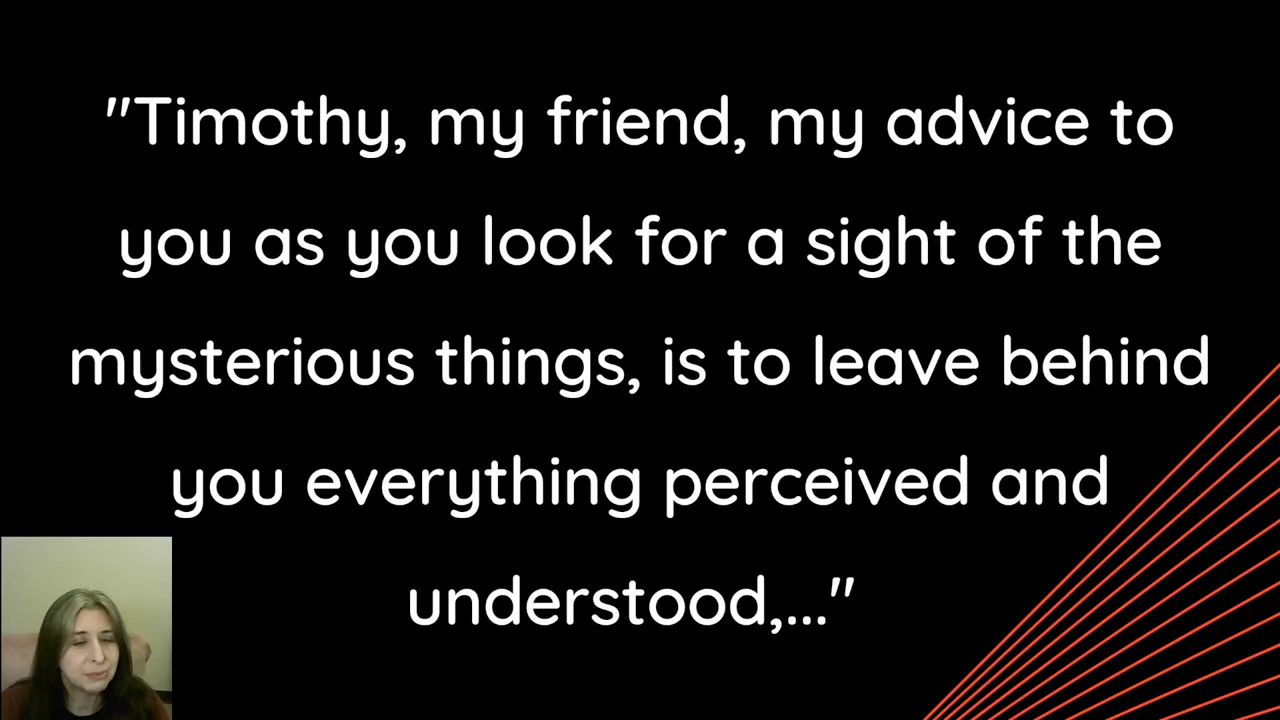 "Timothy, my friend, my advice to
you as you look for a sight of the
mysterious things, is to leave behind
you everything perceived and
understood,..."